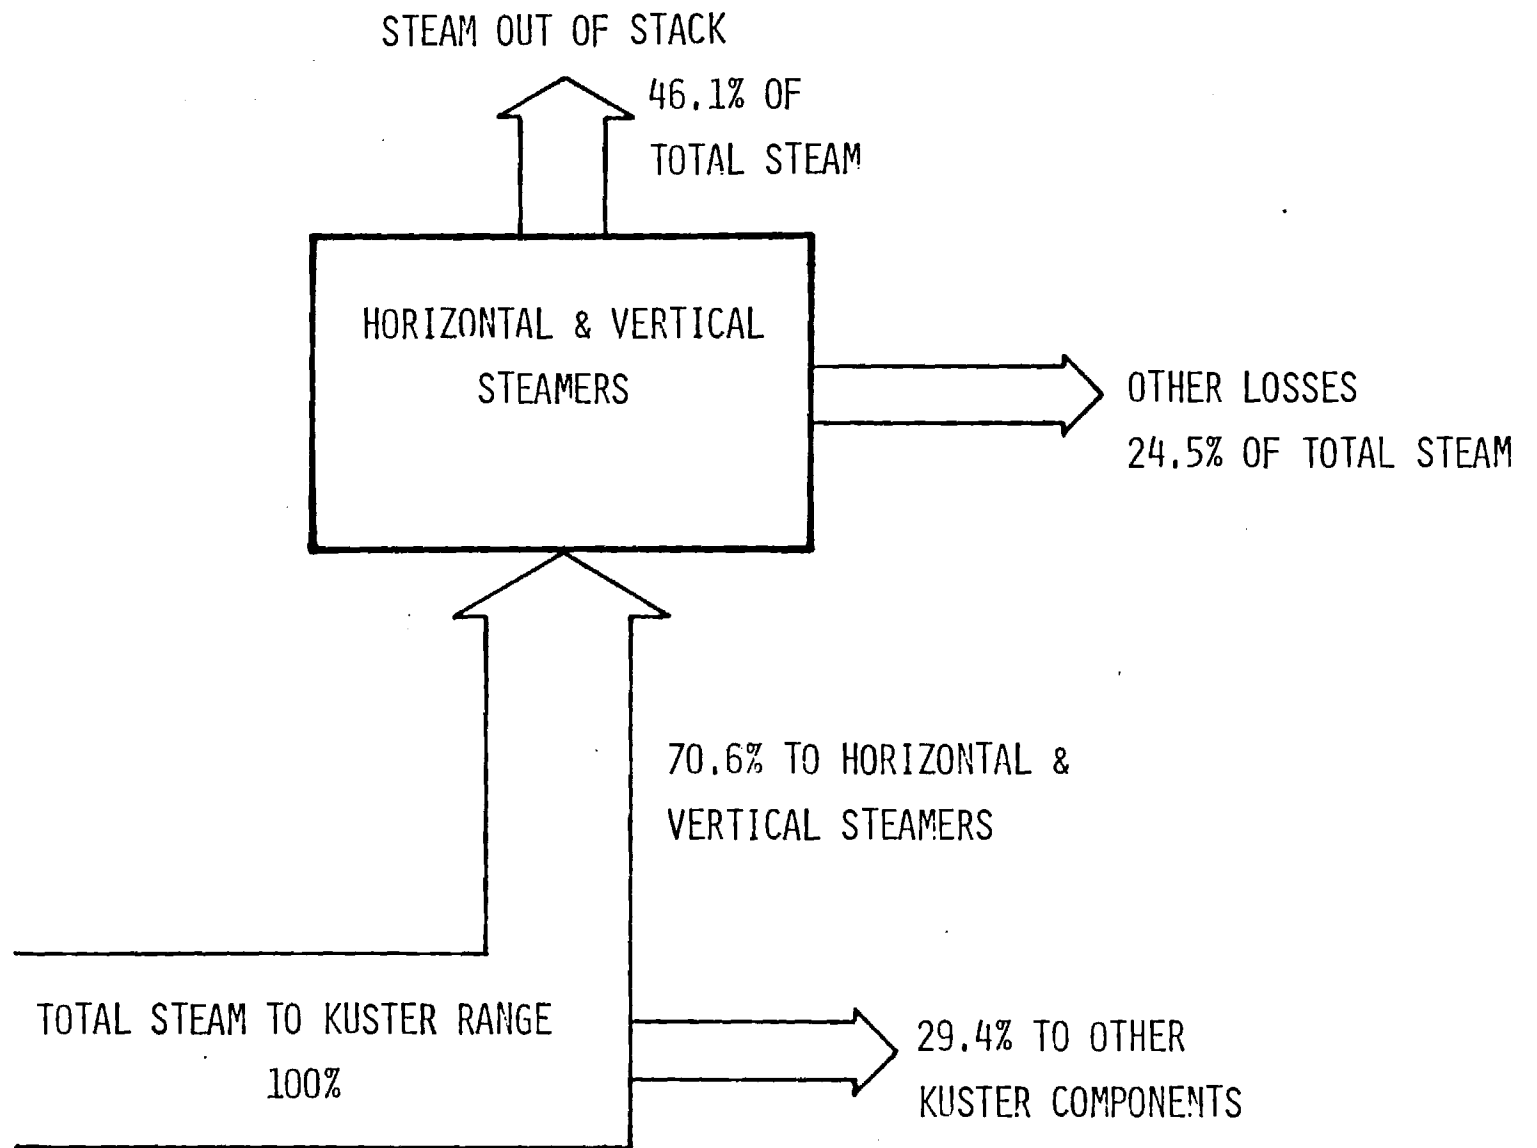 STEAM OUT OF STACK
46.1% OF
TOTAL STEAM
HORIZONTAL & VERTICAL
STEAMERS
OTHER LOSSES
24.5% OF TOTAL STEAM
70.6% TO HORIZONTAL &
VERTICAL STEAMERS
TOTAL STEAM TO KUSTER RANGE
100%
29.4% TO OTHER
KUSTER COMPONENTS